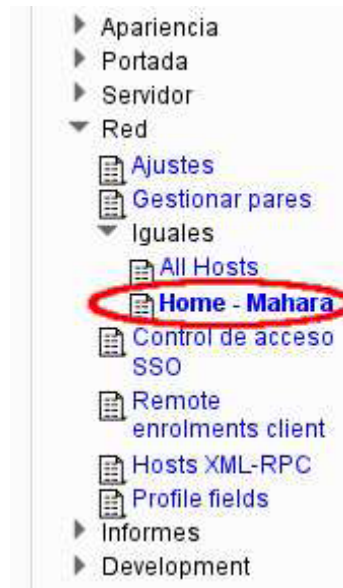 Apariencia
Portada
Servidor
Red
Ajustes
Gestionar pares
Iguales
All Hosts
Home - Mahara
Control de acceso
SSO
Remote
enrolments client
Hosts XML-RPC
Profile fields
Informes
Development